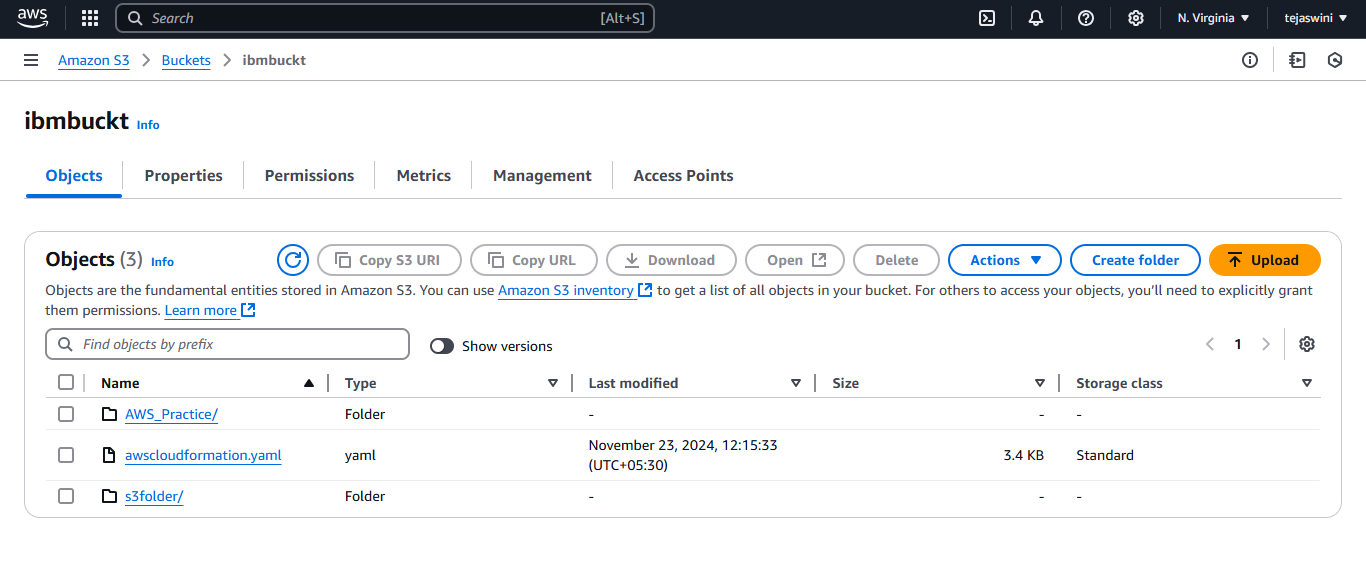 aws Search [Alt+S] N. Virginia tejaswini
Amazon S3 Buckets ibmbuckt
ibmbuckt Info
Objects Properties Permissions Metrics Management Access Points
Objects (3) Info Copy S3 URI Copy URL Download Open Delete Actions Create folder Upload
Objects are the fundamental entities stored in Amazon S3. You can use Amazon S3 inventory to get a list of all objects in your bucket. For others to access your objects, you’ll need to explicitly grant
them permissions. Learn more
Find objects by prefix Show versions 1
Name Type Last modified Size Storage class
AWS_Practice/ Folder - - -
awscloudformation.yaml yaml November 23, 2024, 12:15:33 (UTC+05:30) 3.4 KB Standard
s3folder/ Folder - - -